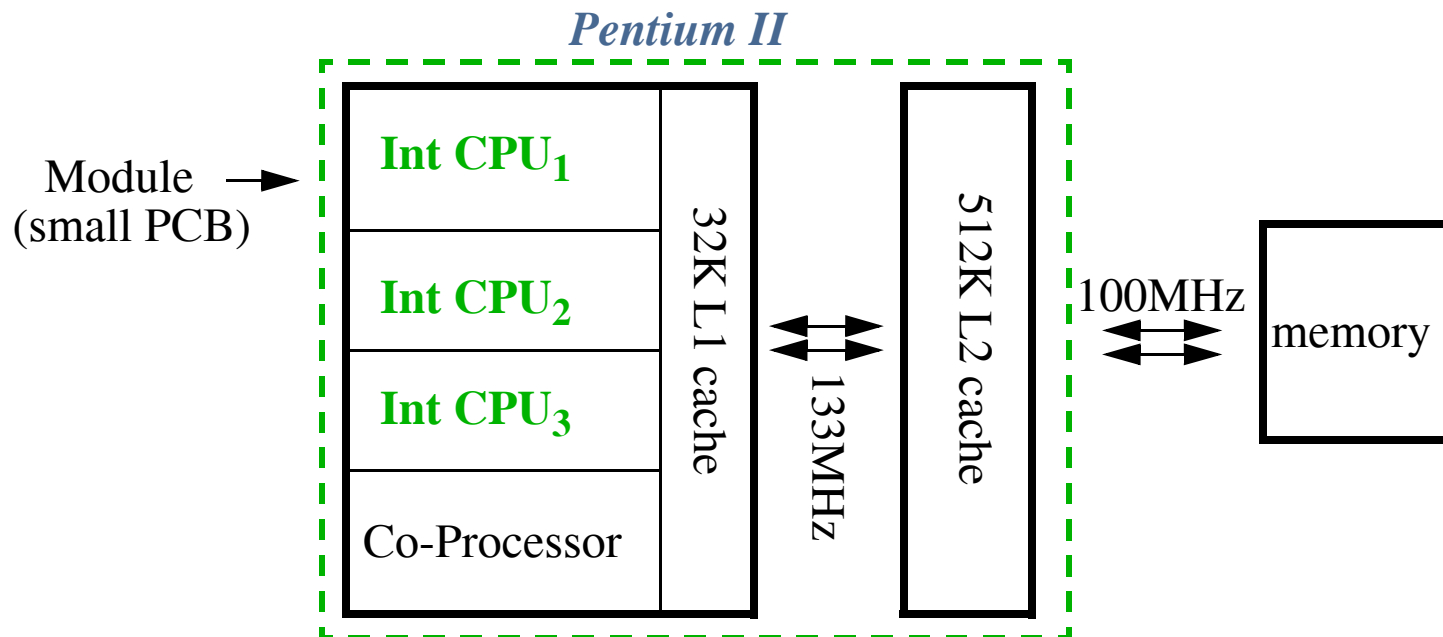 Pentium II
Module
(small PCB)
Int CPU1
Int CPU2
Int CPU3
Co-Processor
32K L1 cache
133MHz
512K L2 cache
100MHz
memory